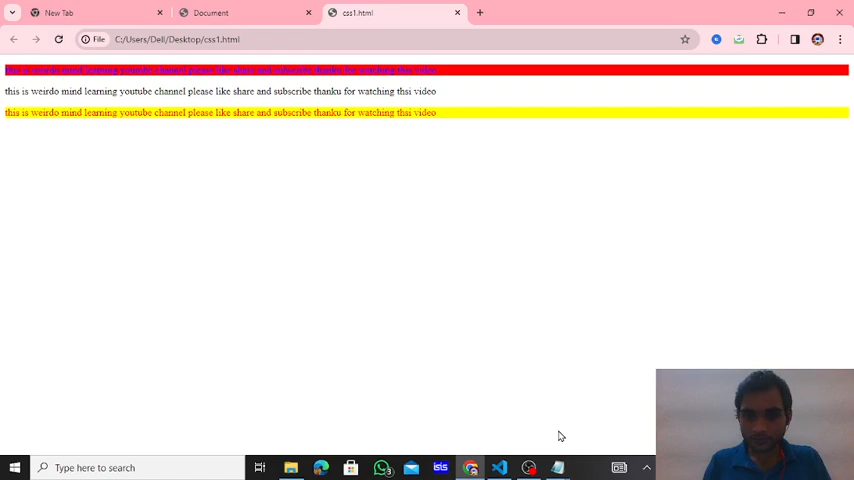 New Tab
Document
css1.html
File
C:/Users/Dell/Desktop/css1.html
this is weirdo mind learning youtube channel please like share and subscribe thanku for watching thsi video
this is weirdo mind learning youtube channel please like share and subscribe thanku for watching thsi video
this is weirdo mind learning youtube channel please like share and subscribe thanku for watching thsi video
Type here to search
3
isis